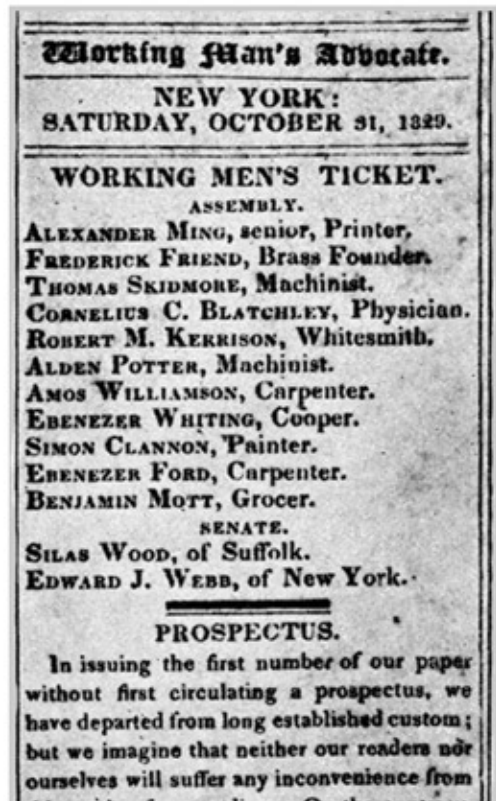 Working Man's Advocate.
NEW YORK:
SATURDAY, OCTOBER 31, 1829.
WORKING MEN'S TICKET.
ASSEMBLY.
ALEXANDER MING, senior, Printer.
FREDERICK FRIEND, Brass Founder.
THOMAS SKIDMORE, Machinist.
CORNELIUS C. BLATCHLEY, Physician.
ROBERT M. KERRISON, Whitesmith.
ALDEN POTTER, Machinist.
AMOS WILLIAMSON, Carpenter.
EBENEZER WHITING, Cooper.
SIMON CLANNON, Painter.
EBENEZER FORD, Carpenter.
BENJAMIN MOTT, Grocer.
SENATE.
SILAS WOOD, of Suffolk.
EDWARD J. WEBB, of New York.
PROSPECTUS.
In issuing the first number of our paper
without first circulating a prospectus, we
have departed from long established custom;
but we imagine that neither our readers nor
ourselves will suffer any inconvenience from